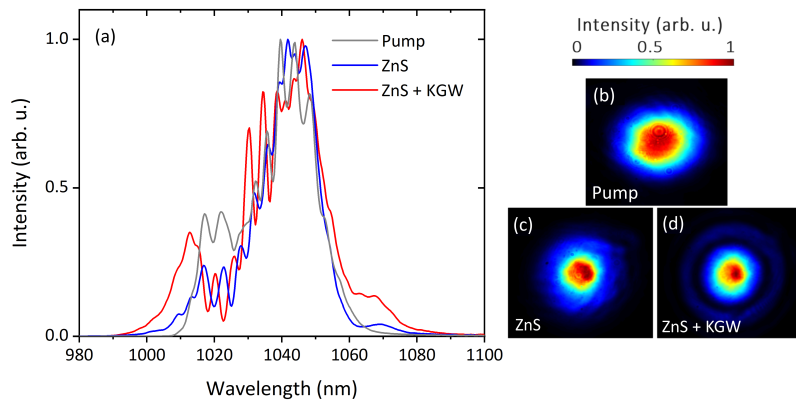 (a)
Pump
ZnS
ZnS + KGW
Intensity (arb. u.)
1.0
0.5
0.0
980 1000 1020 1040 1060 1080 1100
Wavelength (nm)
Intensity (arb. u.)
0 0.5 1
(b)
Pump
(c)
ZnS
(d)
ZnS + KGW